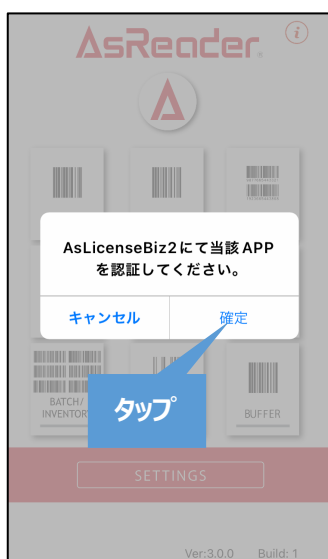 AsReader®
i
AsLicenseBiz2にて当該APP
を認証してください。
キャンセル
確定
タップ
BATCH/
INVENTOR
BUFFER
SETTINGS
Ver:3.0.0 Build: 1